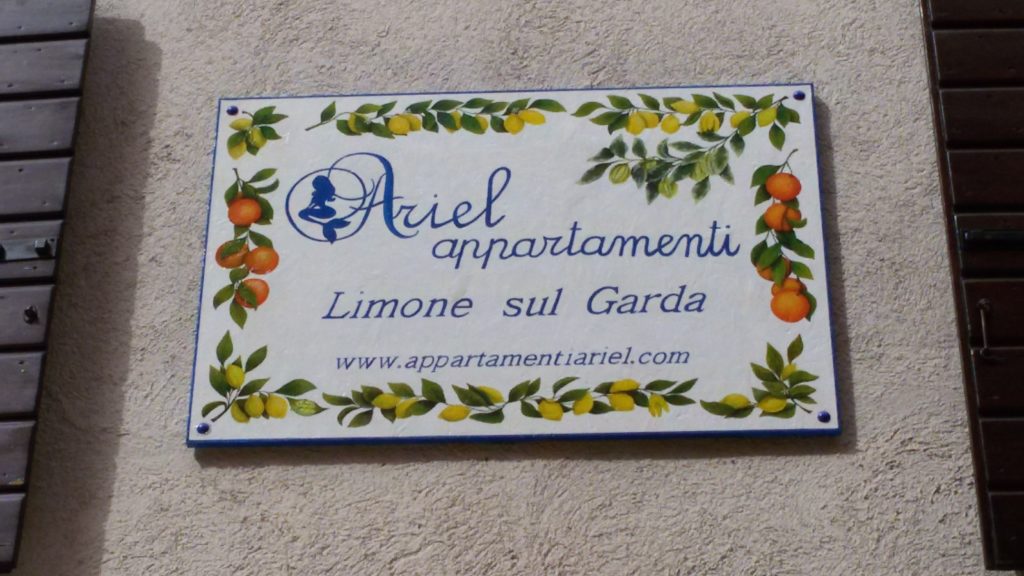 Ariel
appartamenti
Limone sul Garda
www.appartamentiariel.com